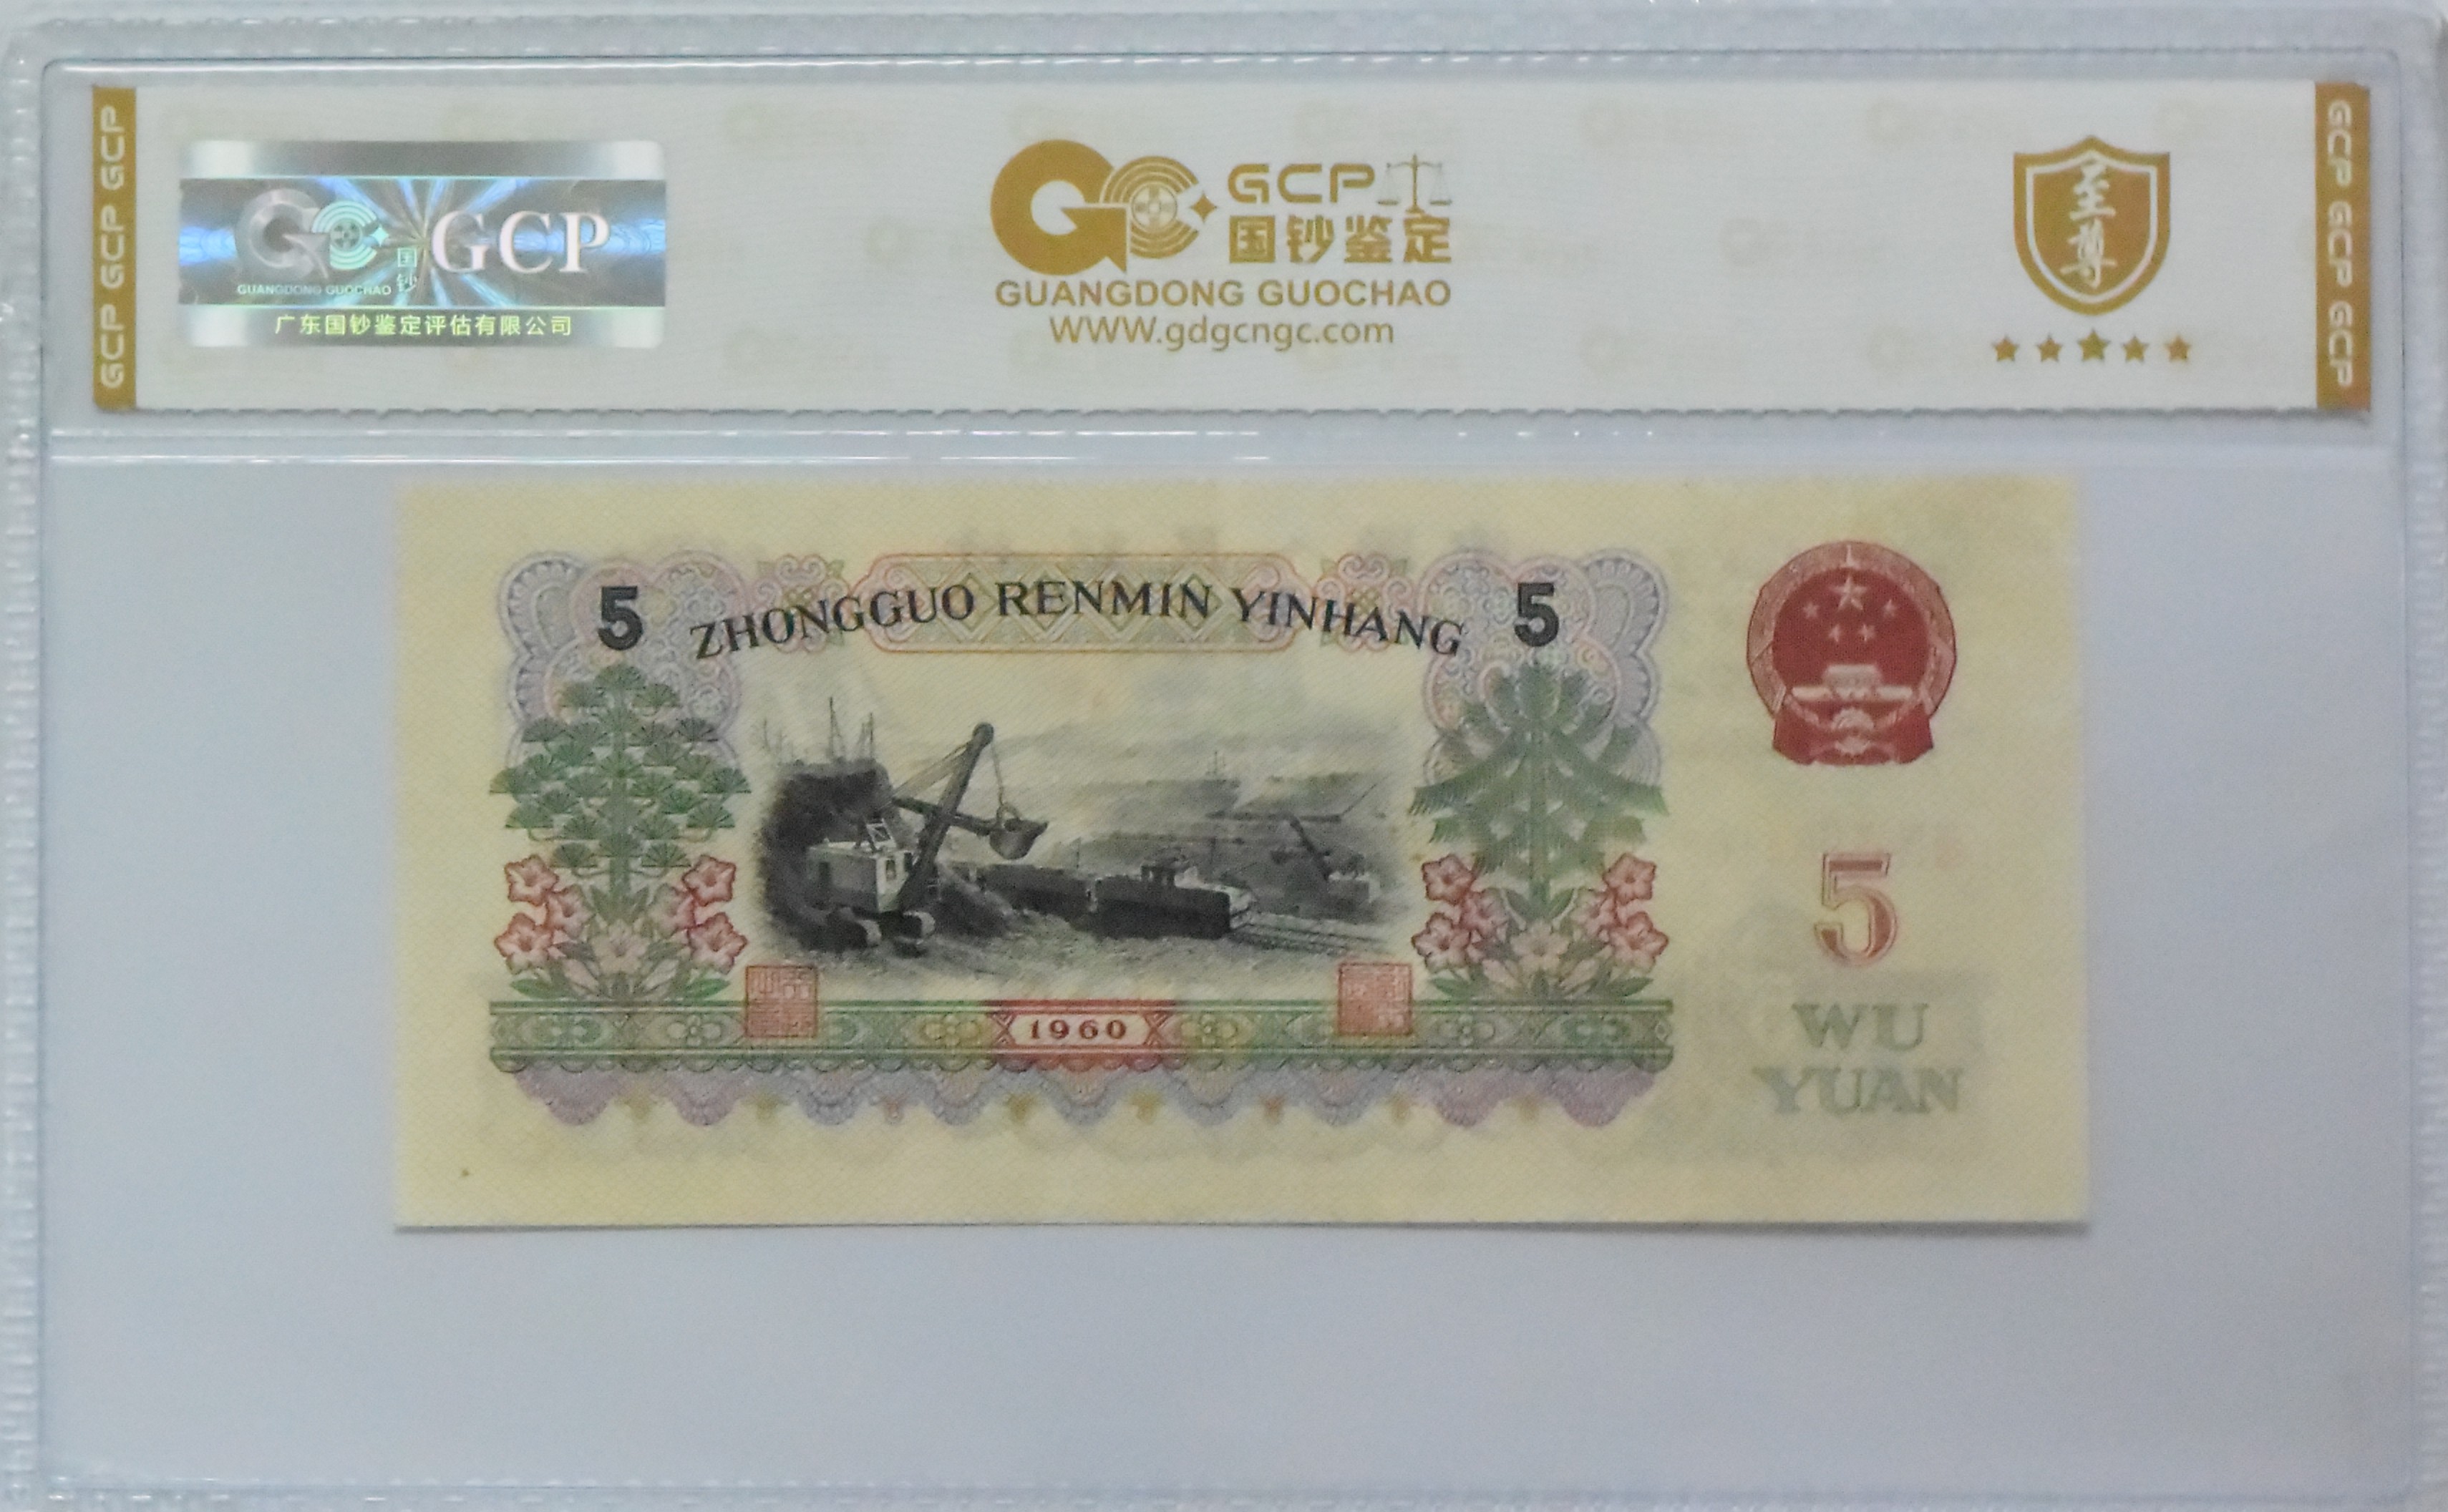 GCP GCP GCP
GCP
国钞
GUANGDONG GUOCHAO
广东国钞鉴定评估有限公司
GCP
国钞鉴定
GUANGDONG GUOCHAO
WWW.gdgcngc.com
至尊
GCP GCP GCP
5 ZHONGGUO RENMIN YINHANG 5
1960
5
WU
YUAN